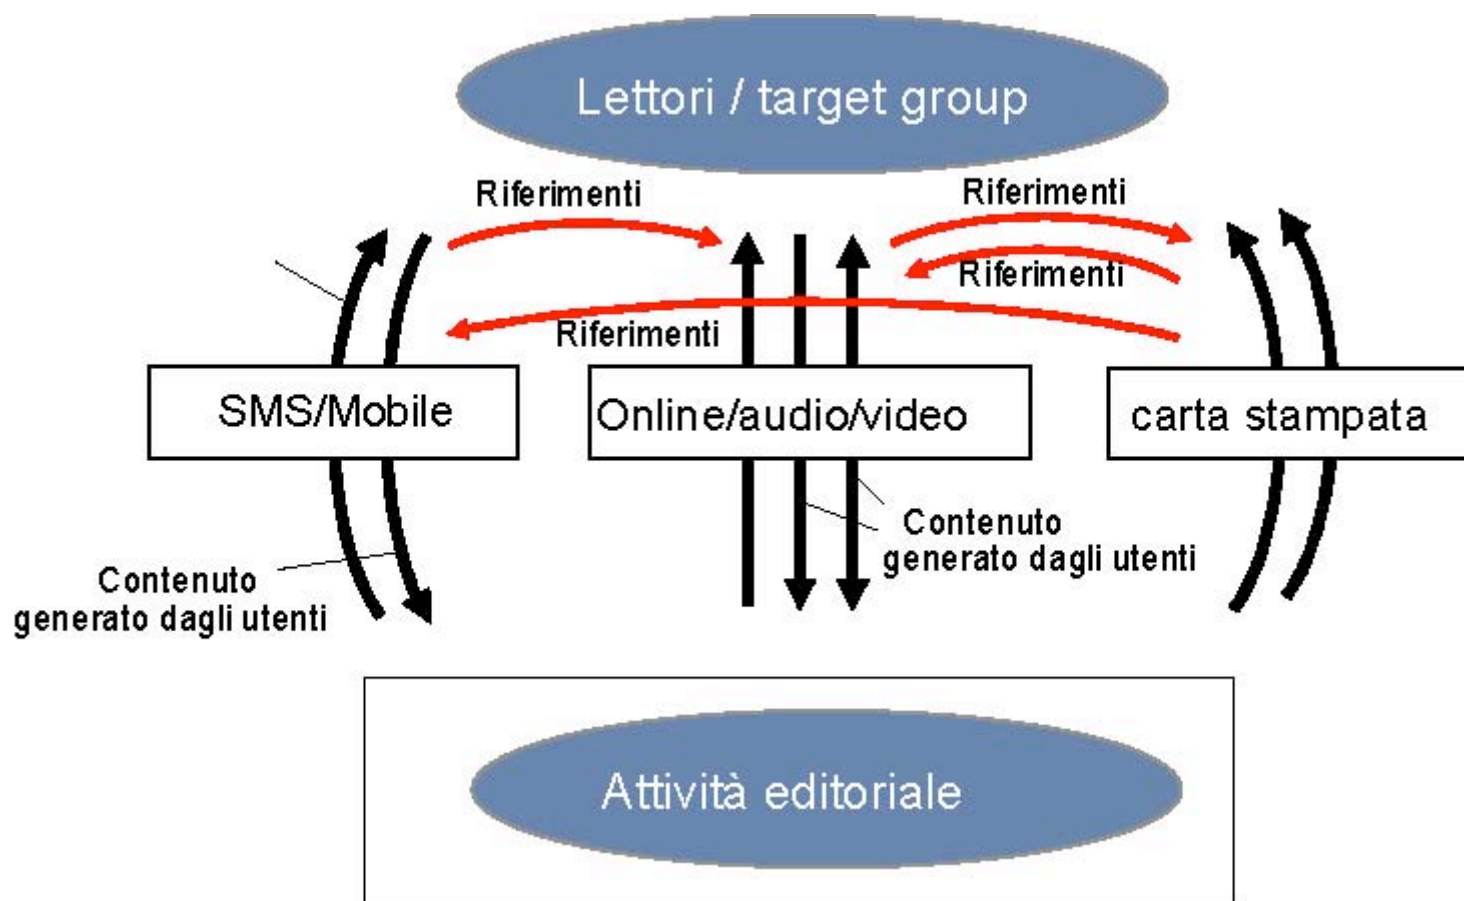 Lettori / target group
Riferimenti
Riferimenti
Riferimenti
Riferimenti
SMS/Mobile
Online/audio/video
carta stampata
Contenuto
generato dagli utenti
Contenuto
generato dagli utenti
Attività editoriale